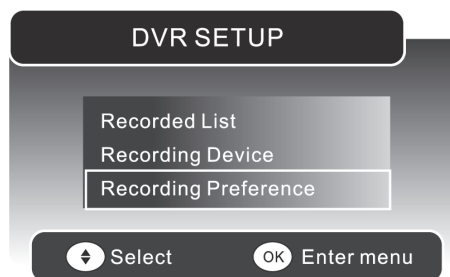 DVR SETUP
Recorded List
Recording Device
Recording Preference
Select OK Enter menu